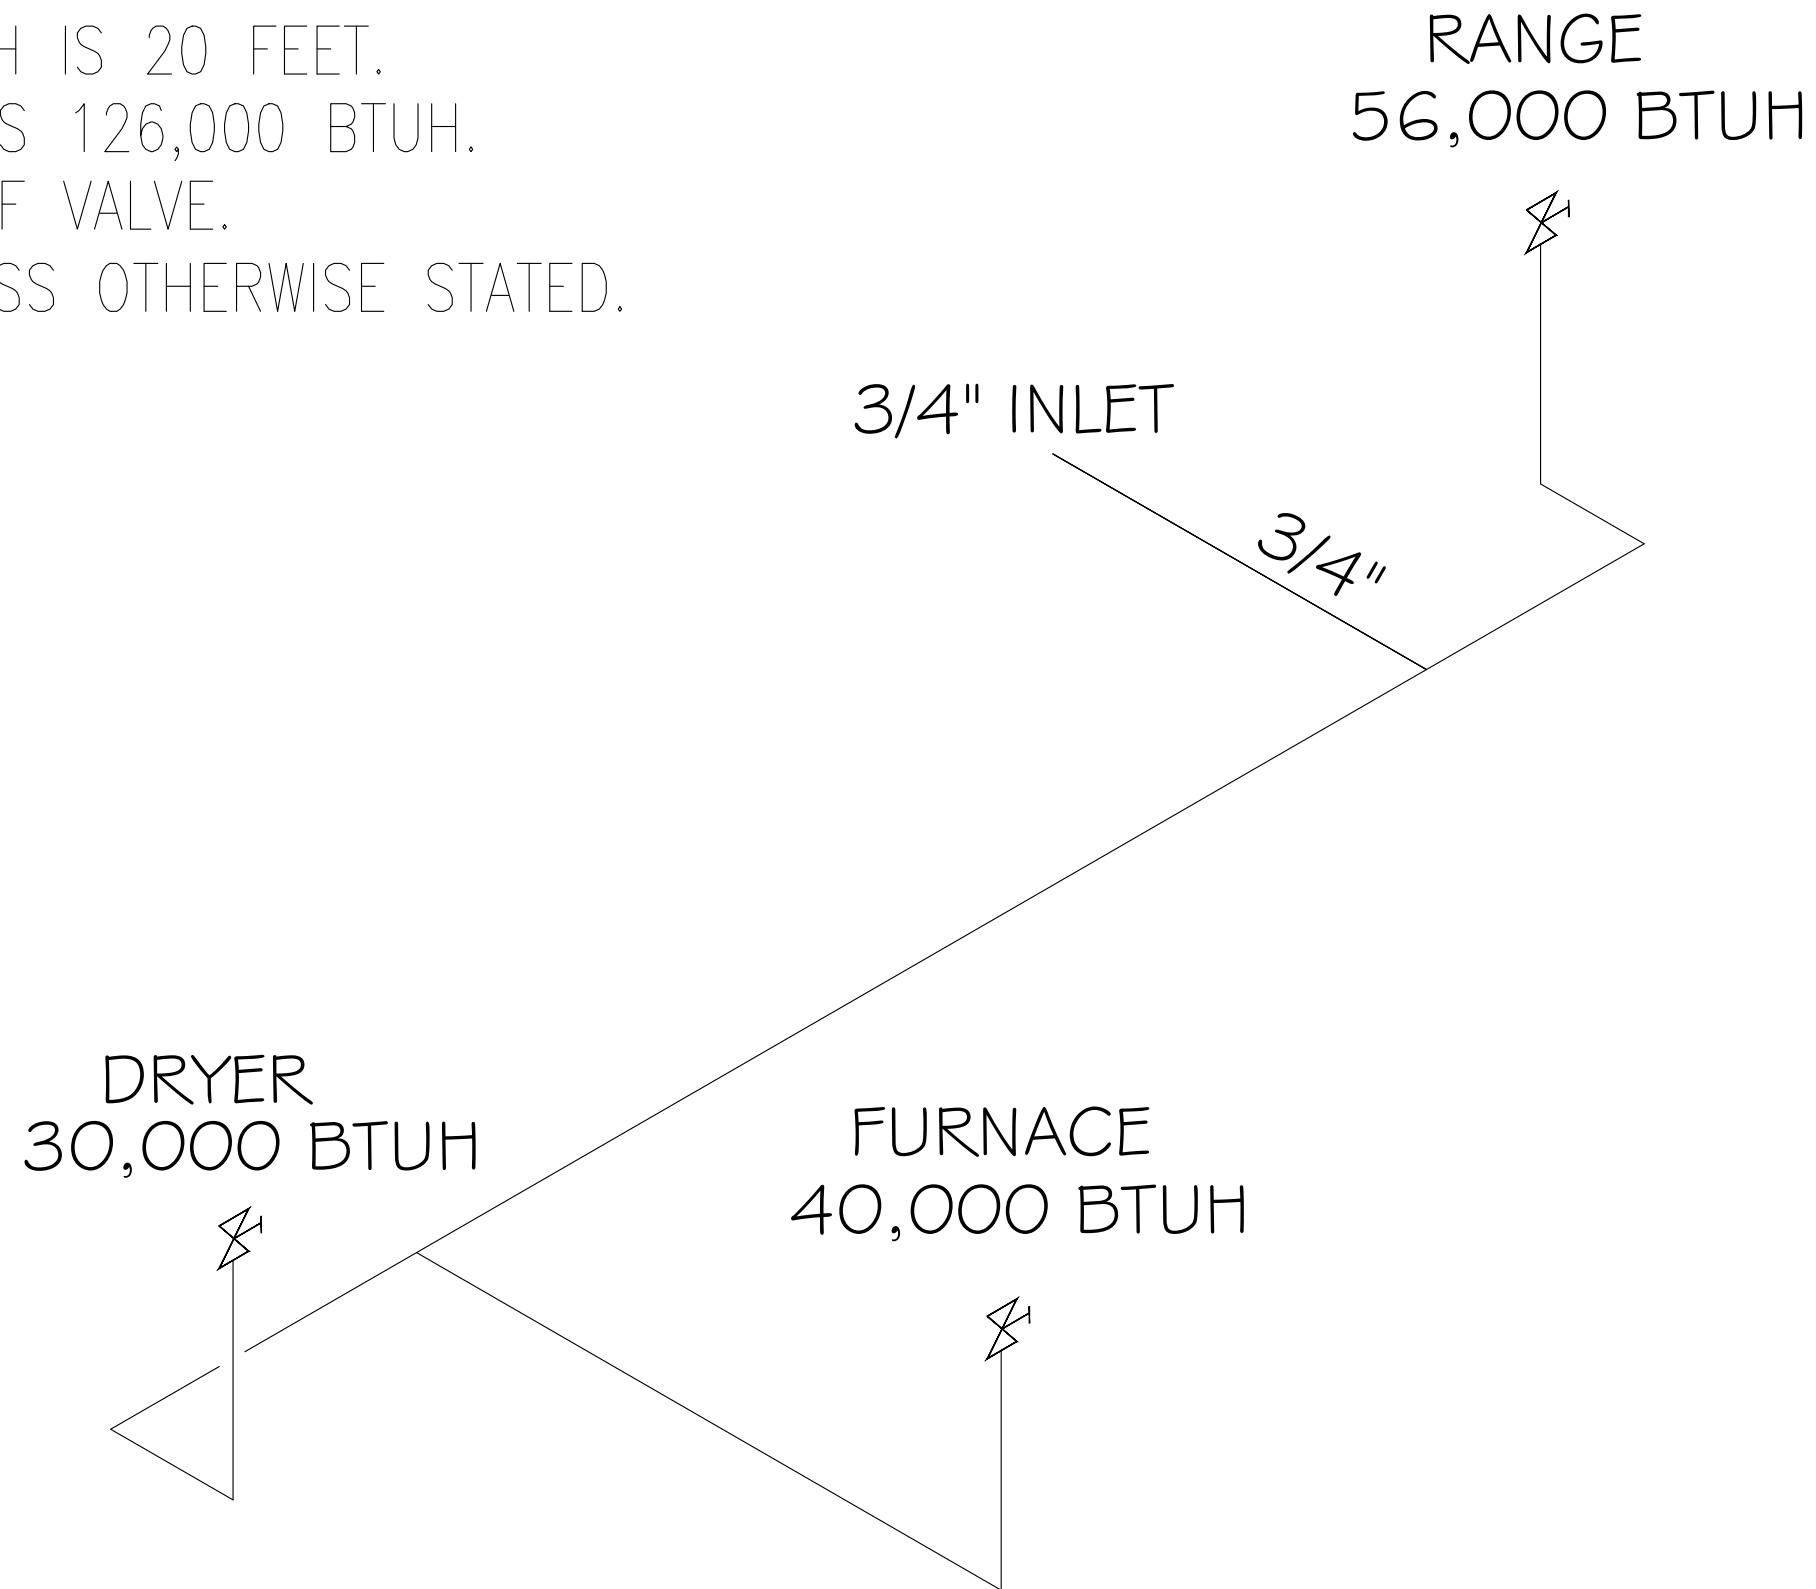 H IS 20 FEET.
S 126,000 BTUH.
F VALVE.
SS OTHERWISE STATED.
RANGE
56,000 BTUH
3/4" INLET
3/4"
DRYER
30,000 BTUH
FURNACE
40,000 BTUH